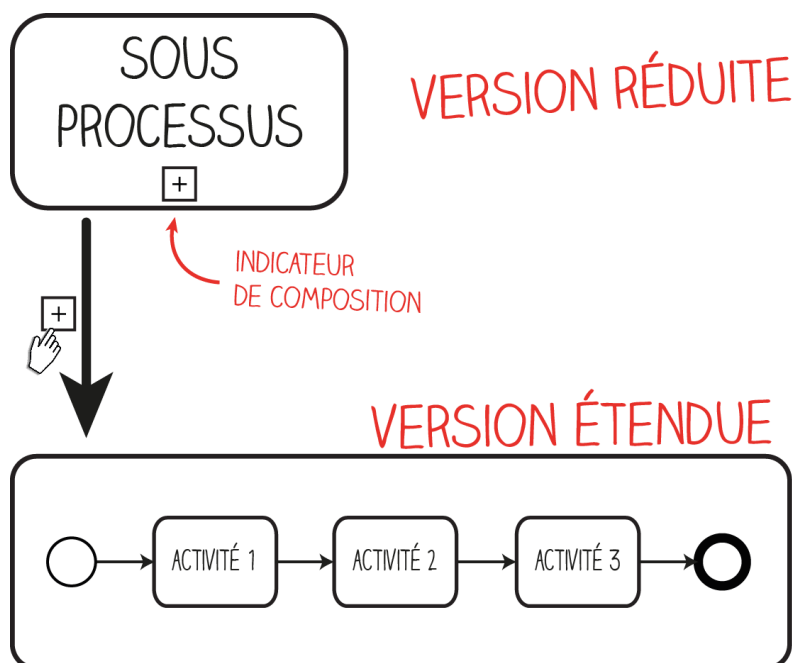 SOUS
PROCESSUS
+
VERSION RÉDUITE
INDICATEUR
DE COMPOSITION
+
VERSION ÉTENDUE
ACTIVITÉ 1
ACTIVITÉ 2
ACTIVITÉ 3